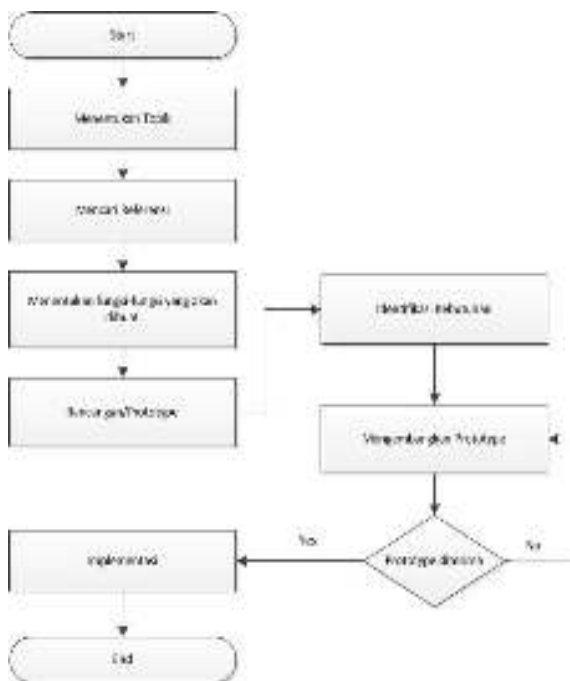 Start
Menentukan Topik
Mencari Referensi
Menentukan fungsi-fungsi yang akan
dibuat
Rancangan/Prototype
Identifikasi Kebutuhan
Mengembangkan Prototype
Prototype diterima
Yes
No
Implementasi
End